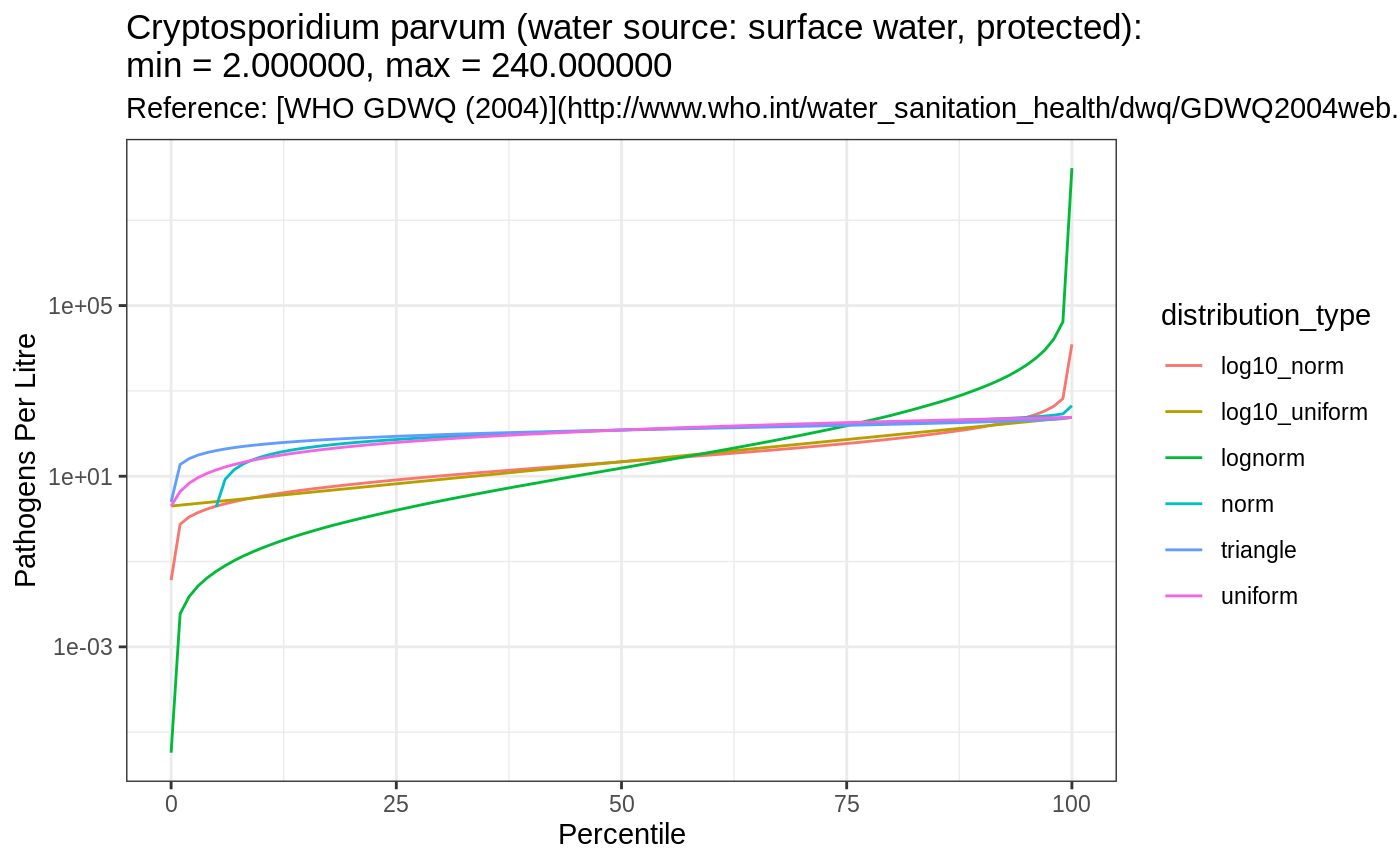 Cryptosporidium parvum (water source: surface water, protected):
min = 2.000000, max = 240.000000
Reference: [WHO GDWQ (2004)](http://www.who.int/water_sanitation_health/dwq/GDWQ2004web.
Pathogens Per Litre
1e+05
1e+01
1e-03
0 25 50 75 100
Percentile
distribution_type
log10_norm
log10_uniform
lognorm
norm
triangle
uniform